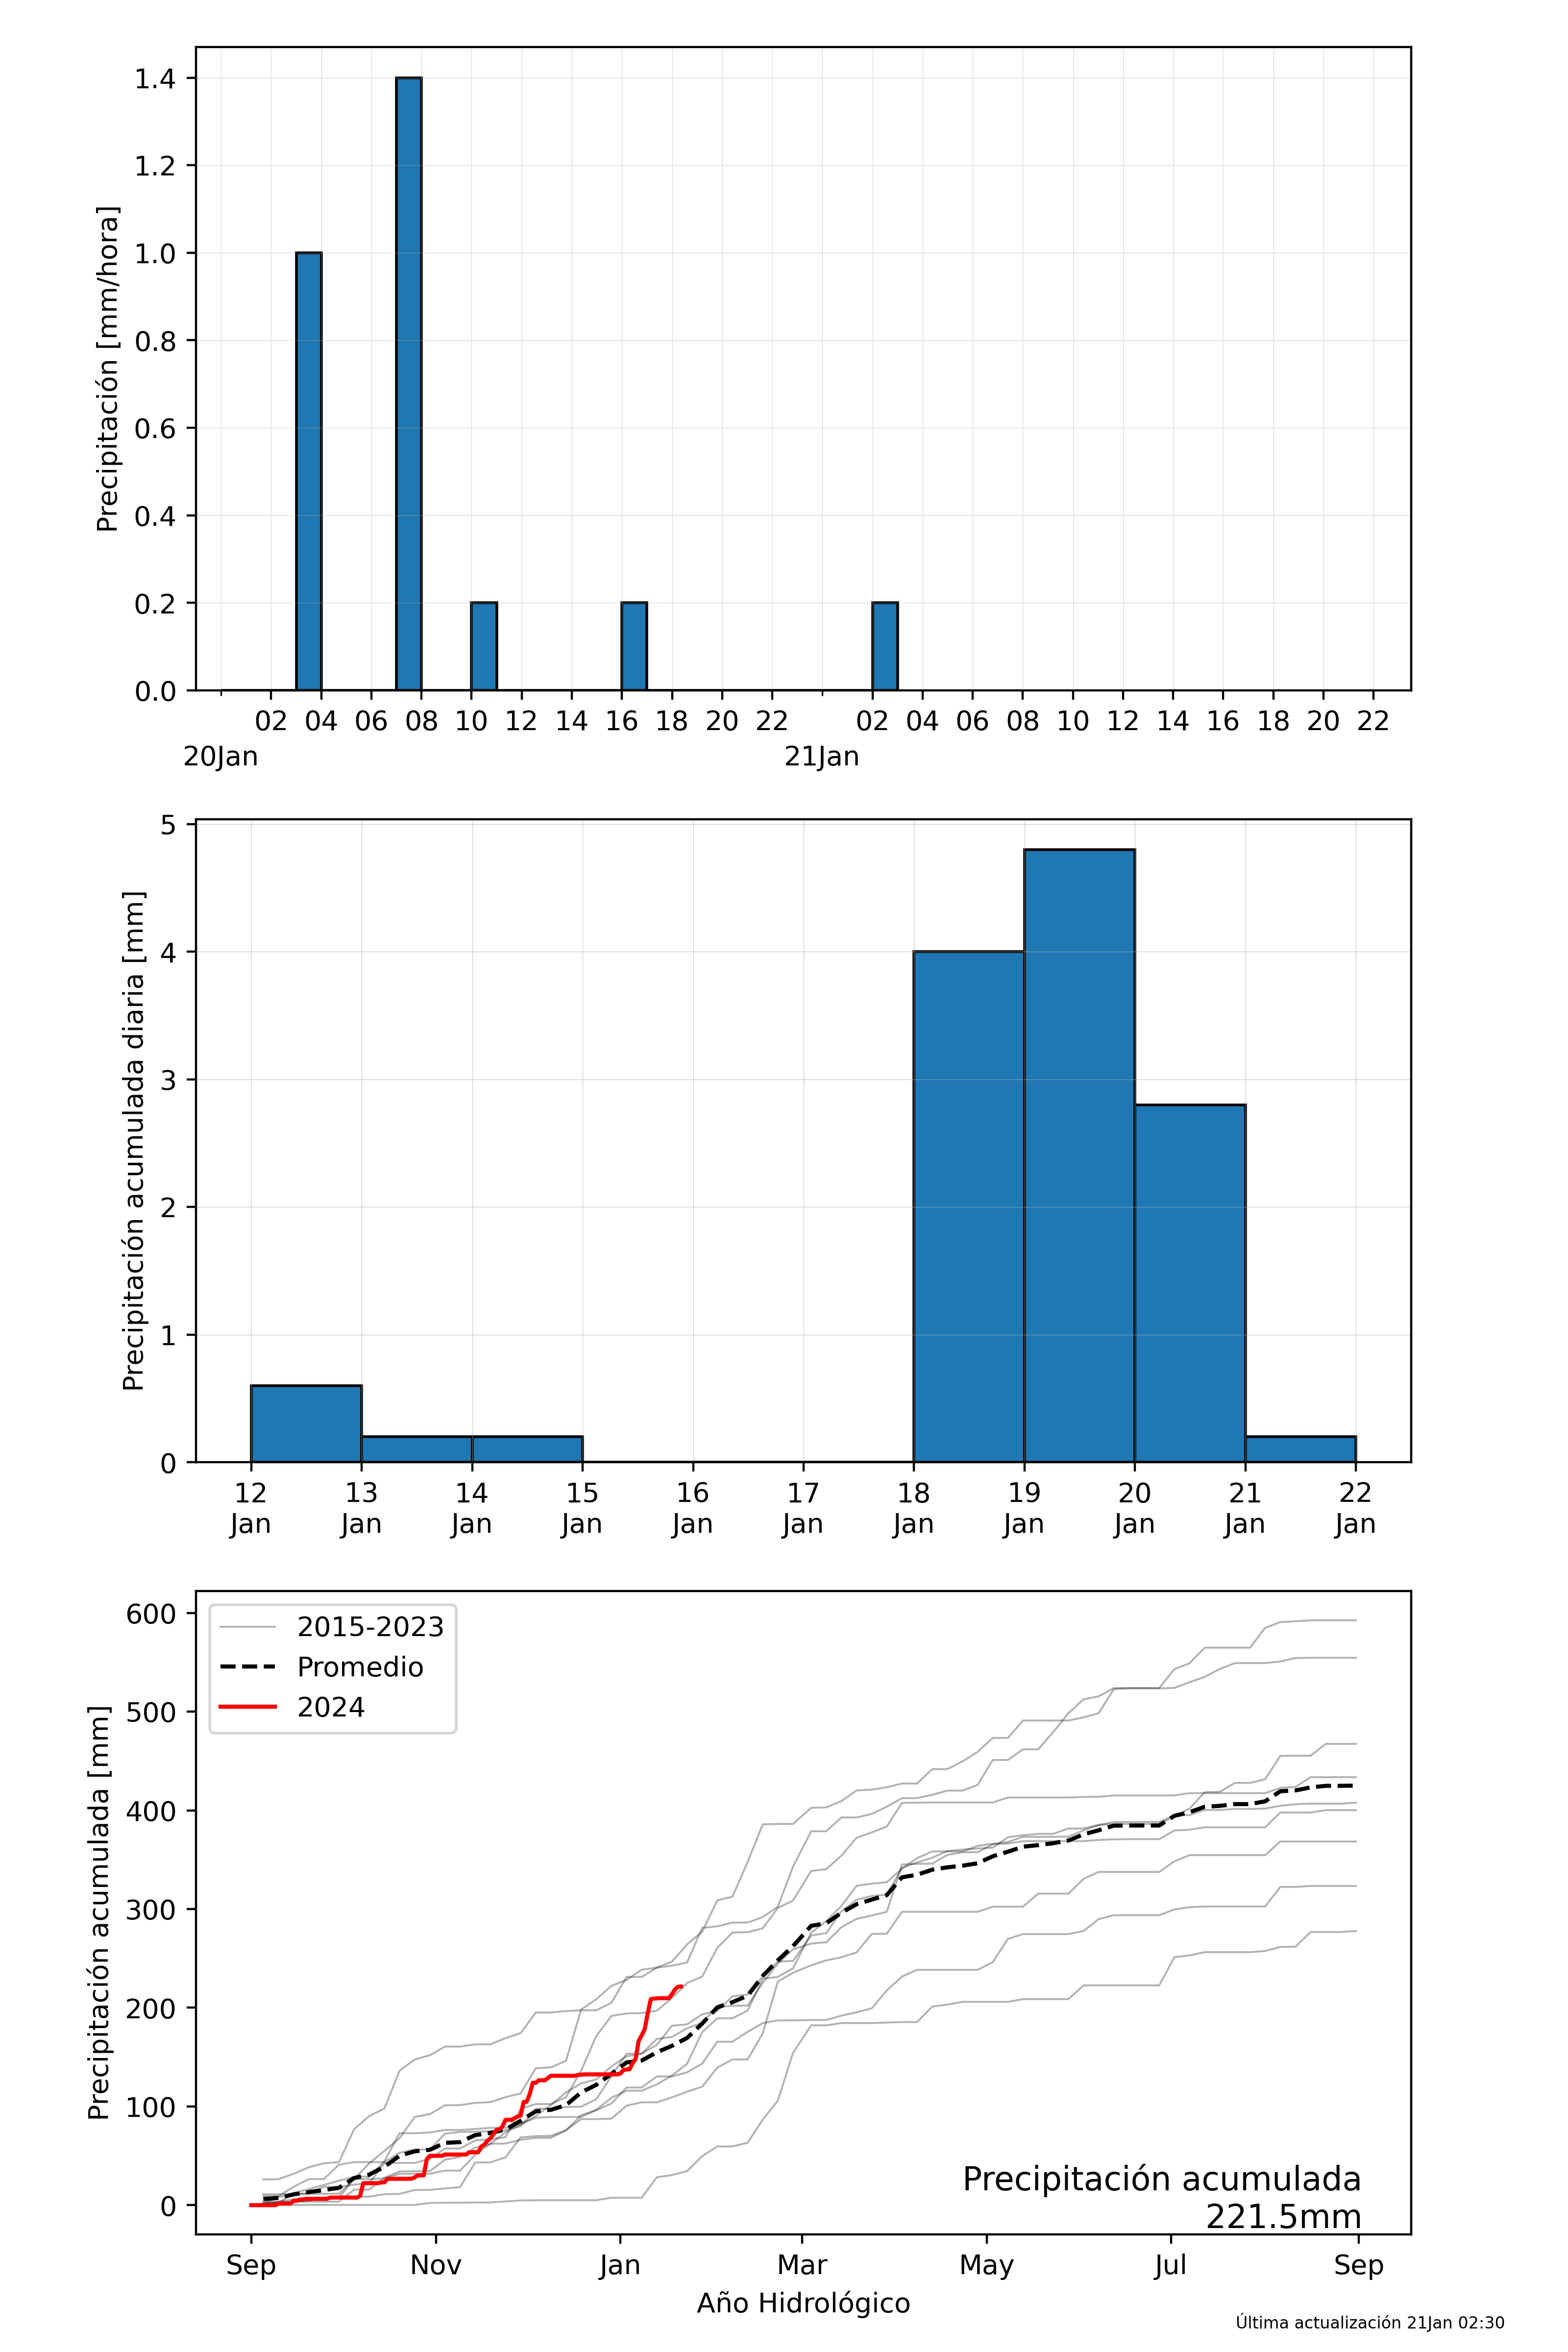 Precipitación [mm/hora]
1.4
1.2
1.0
0.8
0.6
0.4
0.2
0.0
02 04 06 08 10 12 14 16 18 20 22 02 04 06 08 10 12 14 16 18 20 22
20Jan 21Jan
Precipitación acumulada diaria [mm]
5
4
3
2
1
0
12 13 14 15 16 17 18 19 20 21 22
Jan Jan Jan Jan Jan Jan Jan Jan Jan Jan Jan
Precipitación acumulada [mm]
600
500
400
300
200
100
0
2015-2023
Promedio
2024
Precipitación acumulada
221.5mm
Sep Nov Jan Mar May Jul Sep
Año Hidrológico
Última actualización 21Jan 02:30